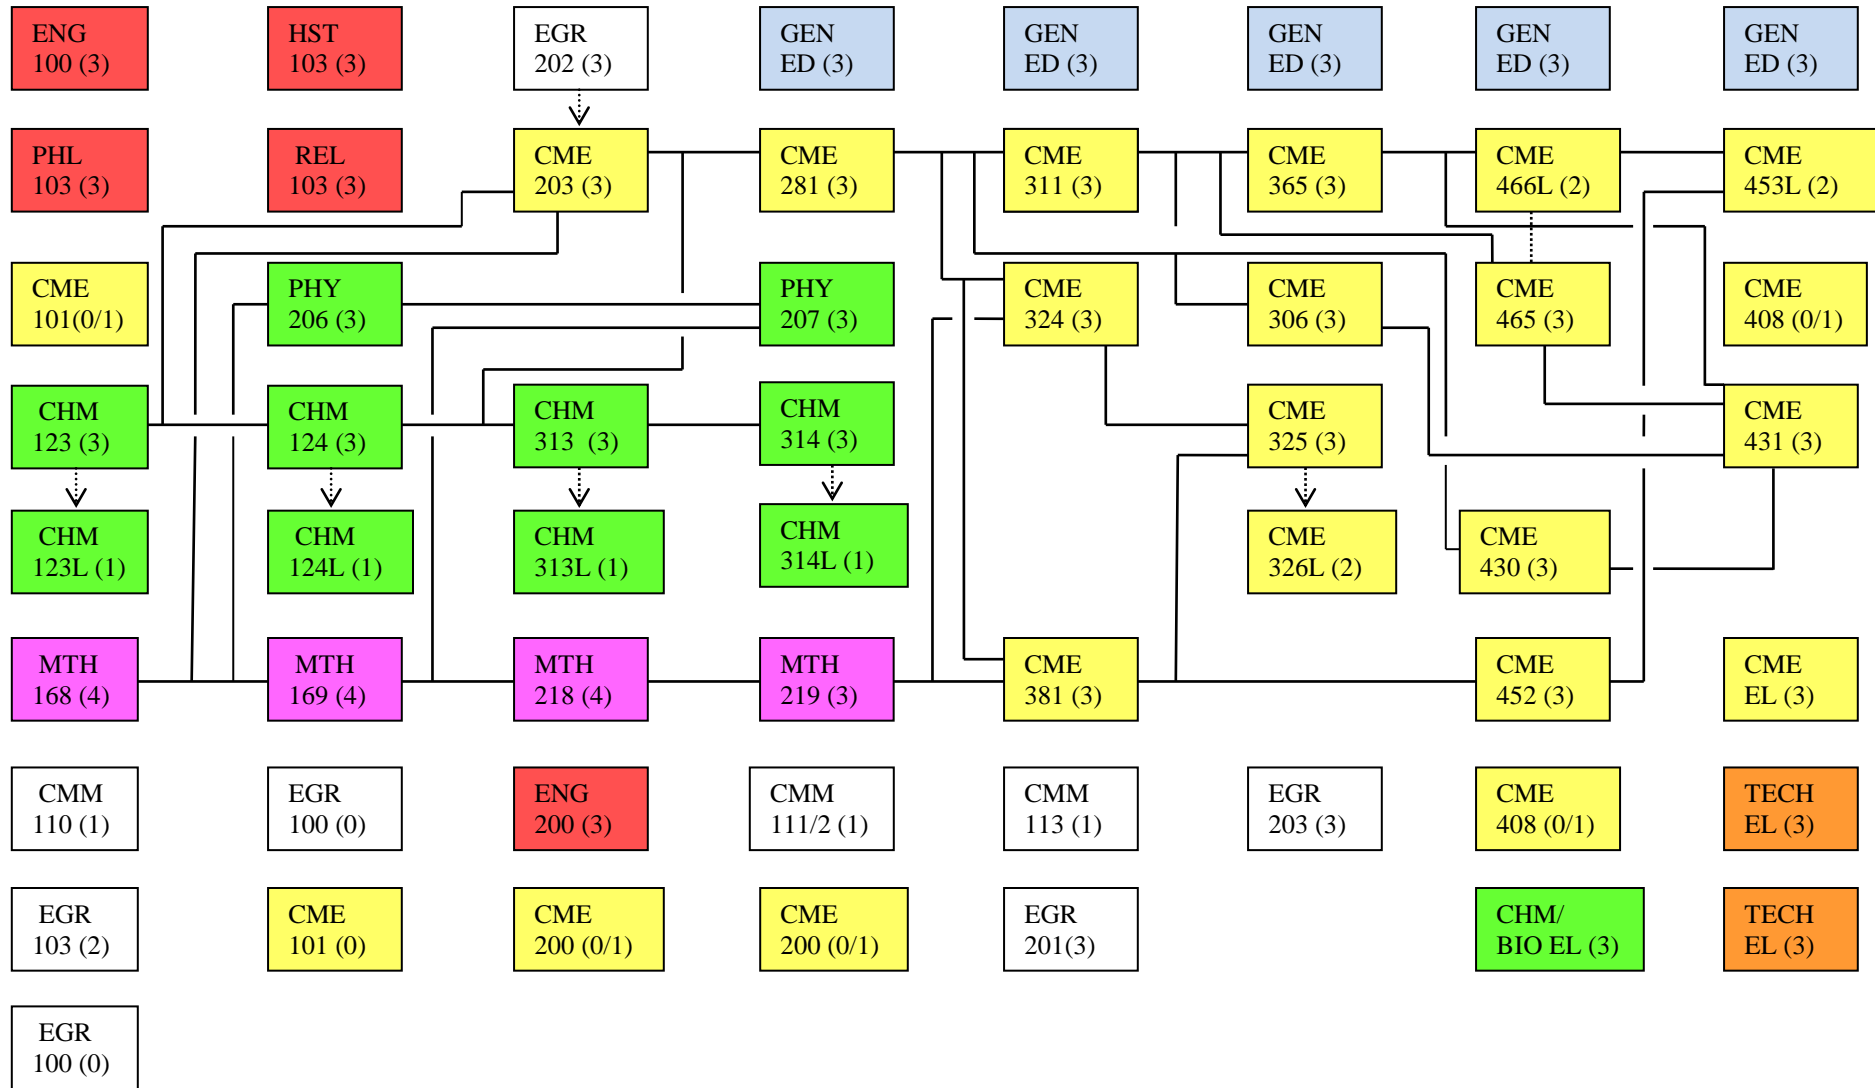 ENG
100 (3)
HST
103 (3)
EGR
202 (3)
GEN
ED (3)
GEN
ED (3)
GEN
ED (3)
GEN
ED (3)
GEN
ED (3)
PHL
103 (3)
REL
103 (3)
CME
203 (3)
CME
281 (3)
CME
311 (3)
CME
365 (3)
CME
466L (2)
CME
453L (2)
CME
101(0/1)
PHY
206 (3)
PHY
207 (3)
CME
324 (3)
CME
306 (3)
CME
465 (3)
CME
408 (0/1)
CHM
123 (3)
CHM
124 (3)
CHM
313 (3)
CHM
314 (3)
CME
325 (3)
CME
431 (3)
CHM
123L (1)
CHM
124L (1)
CHM
313L (1)
CHM
314L (1)
CME
326L (2)
CME
430 (3)
MTH
168 (4)
MTH
169 (4)
MTH
218 (4)
MTH
219 (3)
CME
381 (3)
CME
452 (3)
CME
EL (3)
CMM
110 (1)
EGR
100 (0)
ENG
200 (3)
CMM
111/2 (1)
CMM
113 (1)
EGR
203 (3)
CME
408 (0/1)
TECH
EL (3)
EGR
103 (2)
CME
101 (0)
CME
200 (0/1)
CME
200 (0/1)
EGR
201(3)
CHM/
BIO EL (3)
TECH
EL (3)
EGR
100 (0)